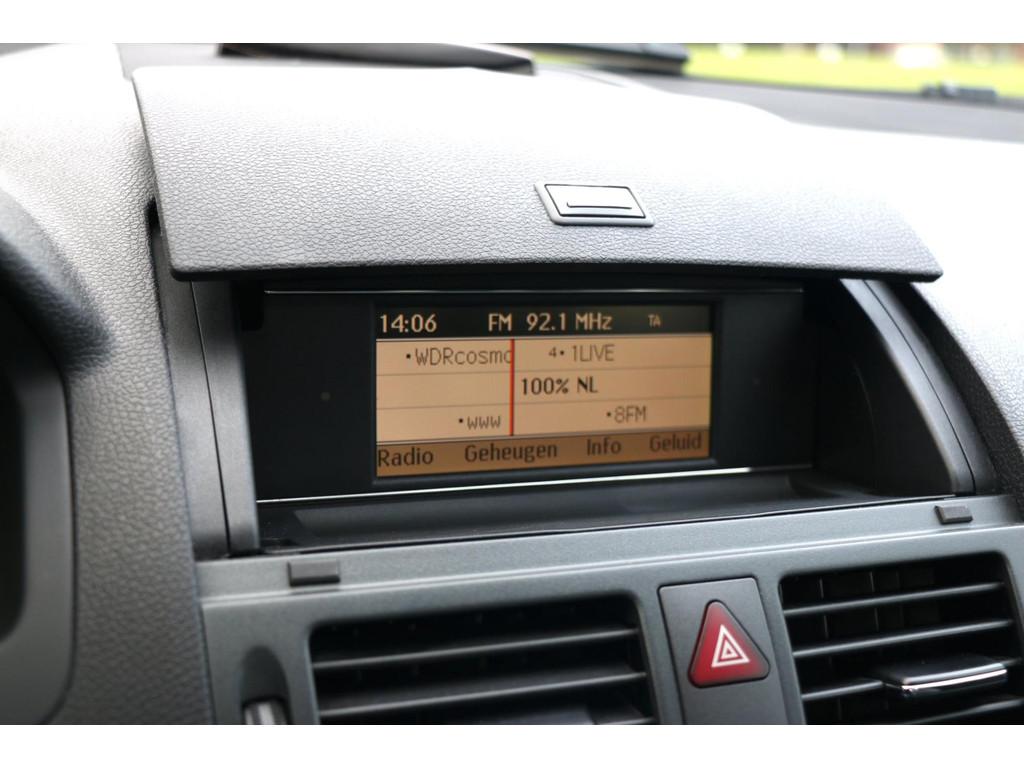 14:06 FM 92.1 MHz TA
•WDRcosmo 4• 1LIVE
100% NL
•www •8FM
Radio Geheugen Info Geluid